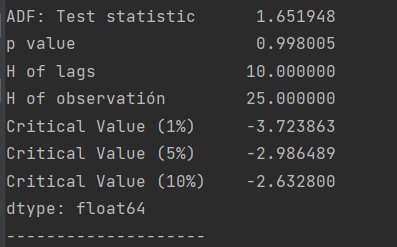 ADF: Test statistic 1.651948
p value 0.998005
H of lags 10.000000
H of observatión 25.000000
Critical Value (1%) -3.723863
Critical Value (5%) -2.986489
Critical Value (10%) -2.632800
dtype: float64
--------------------